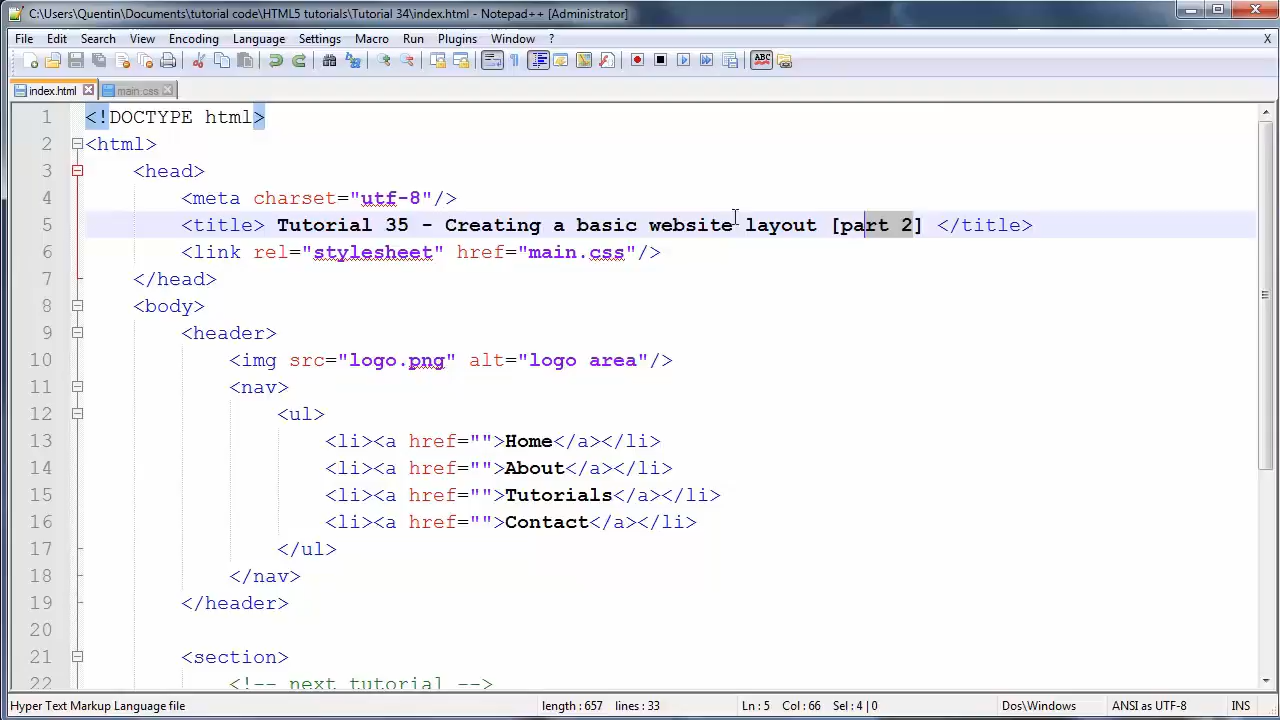 C:\Users\Quentin\Documents\tutorial code\HTML5 tutorials\Tutorial 34\index.html - Notepad++ [Administrator]
File Edit Search View Encoding Language Settings Macro Run Plugins Window ? X
ABC
index.html main.css
1 <!DOCTYPE html>
2 <html>
3 <head>
4 <meta charset="utf-8"/>
5 <title> Tutorial 35 - Creating a basic website layout [part 2] </title>
6 <link rel="stylesheet" href="main.css"/>
7 </head>
8 <body>
9 <header>
10 <img src="logo.png" alt="logo area"/>
11 <nav>
12 <ul>
13 <li><a href="">Home</a></li>
14 <li><a href="">About</a></li>
15 <li><a href="">Tutorials</a></li>
16 <li><a href="">Contact</a></li>
17 </ul>
18 </nav>
19 </header>
20
21 <section>
22 <!-- next tutorial -->
Hyper Text Markup Language file length : 657 lines : 33 Ln : 5 Col : 66 Sel : 4 | 0 Dos\Windows ANSI as UTF-8 INS